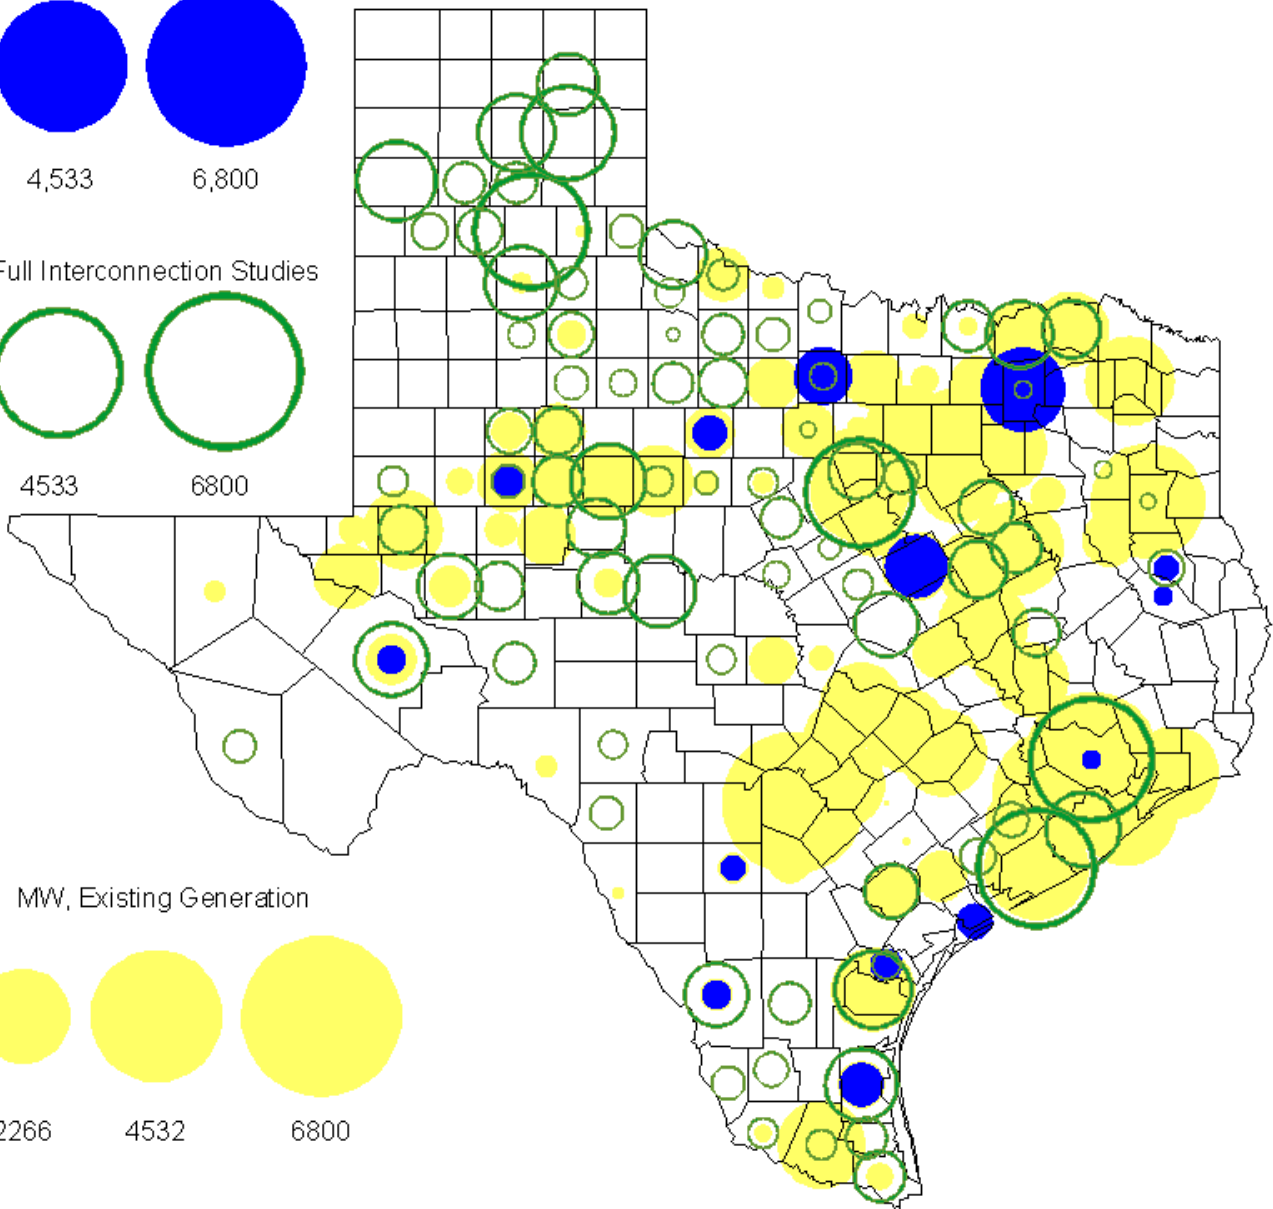 4,533 6,800
Full Interconnection Studies
4533 6800
MW, Existing Generation
2266 4532 6800